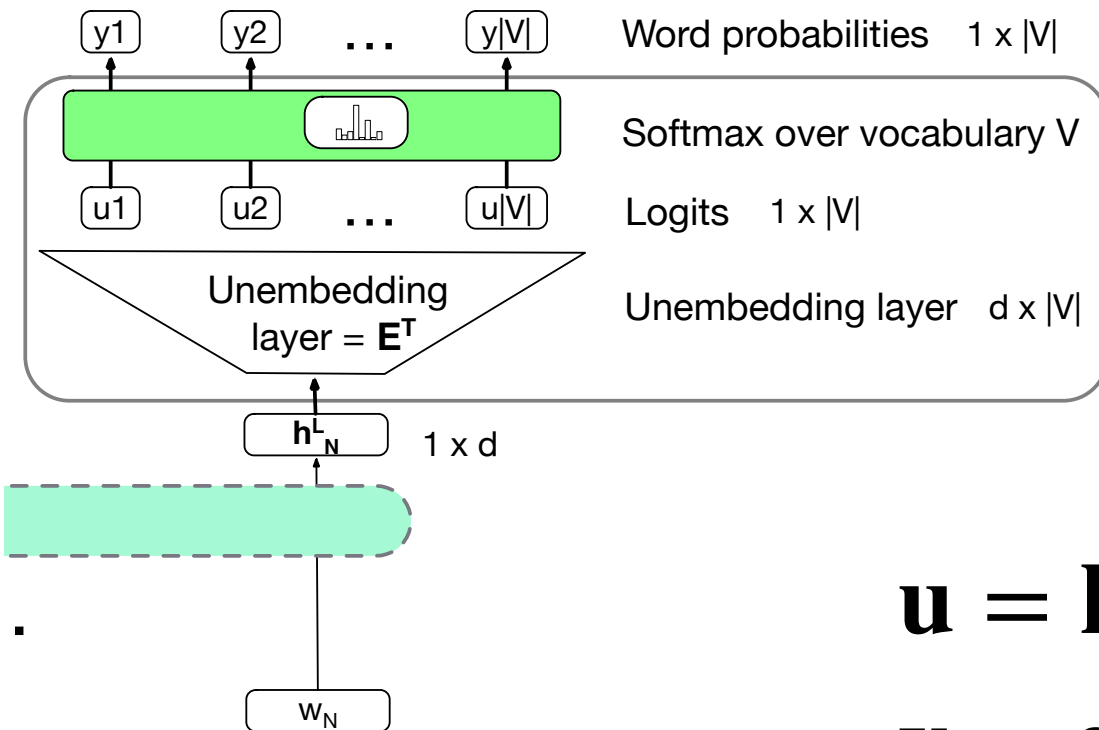 y1 y2 ... y|V| Word probabilities 1 x |V|
Softmax over vocabulary V
u1 u2 ... u|V| Logits 1 x |V|
Unembedding
layer = E^T Unembedding layer d x |V|
h^L_N 1 x d
.
u =
w_N